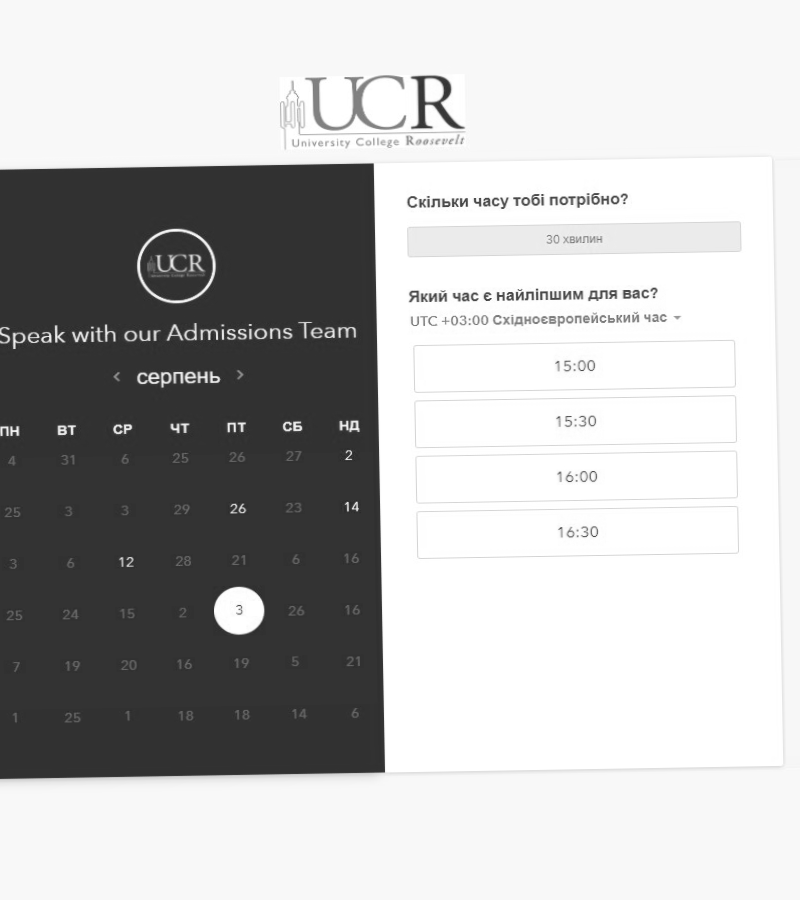 UCR
University College Roosevelt
UCR
Speak with our Admissions Team
серпень
ПН ВТ СР ЧТ ПТ СБ НД
4 31 6 25 26 27 2
25 3 3 29 26 23 14
3 6 12 28 21 6 16
25 24 15 2 3 26 16
7 19 20 16 19 5 21
1 25 1 18 18 14 6
Скільки часу тобі потрібно?
30 хвилин
Який час є найліпшим для вас?
UTC +03:00 Східноєвропейський час
15:00
15:30
16:00
16:30